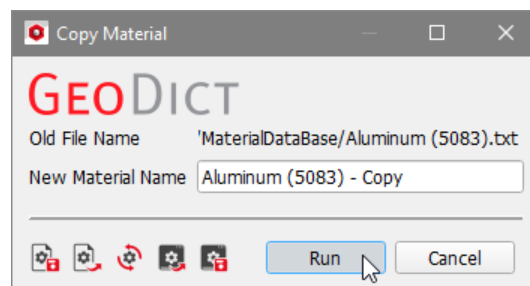 Copy Material
GEODICT
Old File Name 'MaterialDataBase/Aluminum (5083).txt
New Material Name Aluminum (5083) - Copy
Run Cancel